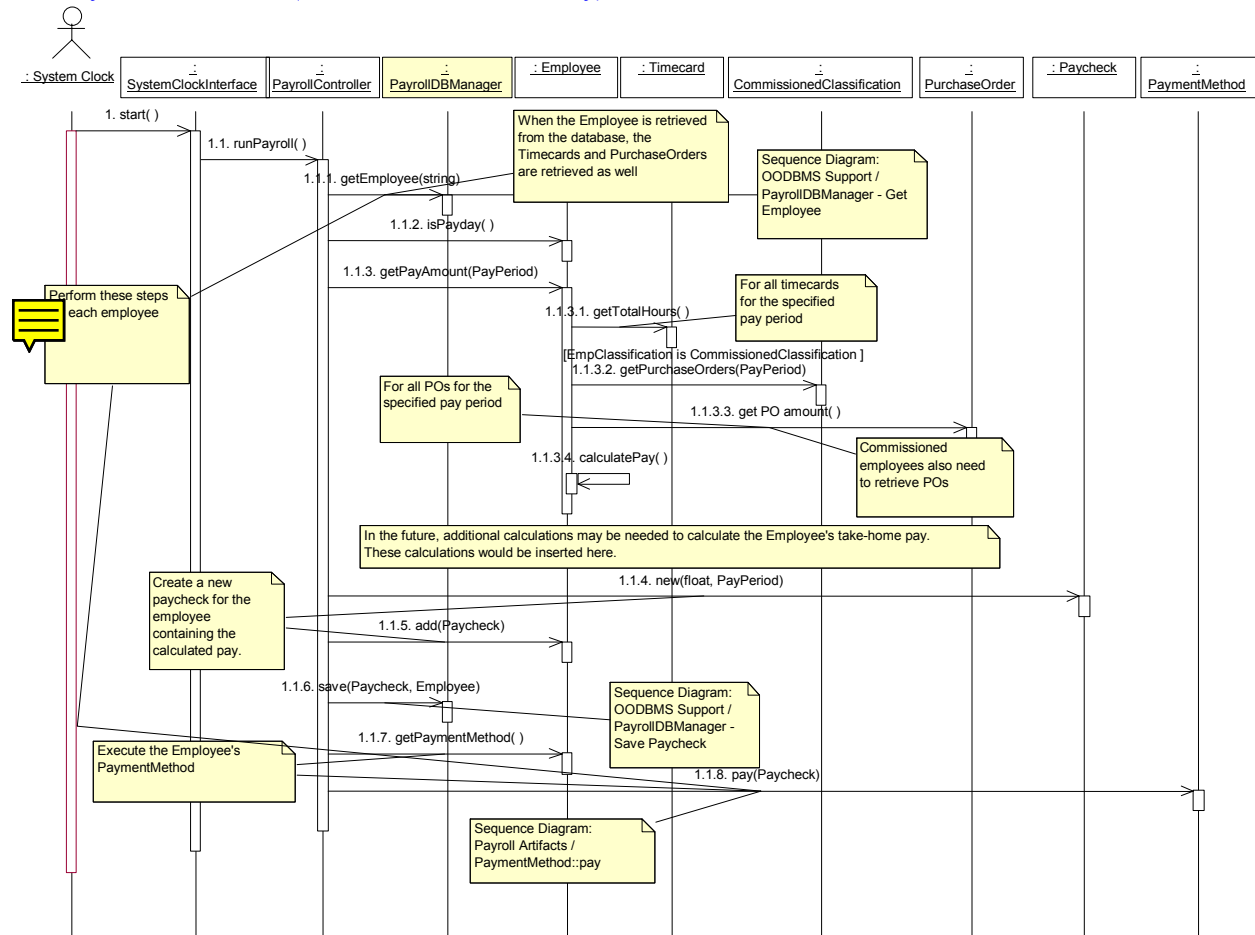 : System Clock
:
SystemClockInterface
:
PayrollController
:
PayrollDBManager
: Employee
: Timecard
:
CommissionedClassification
:
PurchaseOrder
: Paycheck
:
PaymentMethod
1. start( )
1.1. runPayroll( )
When the Employee is retrieved
from the database, the
Timecards and PurchaseOrders
are retrieved as well
Sequence Diagram:
OODBMS Support /
PayrollDBManager - Get
Employee
1.1.1. getEmployee(string)
1.1.2. isPayday( )
1.1.3. getPayAmount(PayPeriod)
Perform these steps
each employee
For all timecards
for the specified
pay period
1.1.3.1. getTotalHours( )
[EmpClassification is CommissionedClassification ]
1.1.3.2. getPurchaseOrders(PayPeriod)
For all POs for the
specified pay period
1.1.3.3. get PO amount( )
Commissioned
employees also need
to retrieve POs
1.1.3.4. calculatePay( )
In the future, additional calculations may be needed to calculate the Employee's take-home pay.
These calculations would be inserted here.
Create a new
paycheck for the
employee
containing the
calculated pay.
1.1.4. new(float, PayPeriod)
1.1.5. add(Paycheck)
1.1.6. save(Paycheck, Employee)
Sequence Diagram:
OODBMS Support /
PayrollDBManager -
Save Paycheck
1.1.7. getPaymentMethod( )
Execute the Employee's
PaymentMethod
1.1.8. pay(Paycheck)
Sequence Diagram:
Payroll Artifacts /
PaymentMethod::pay